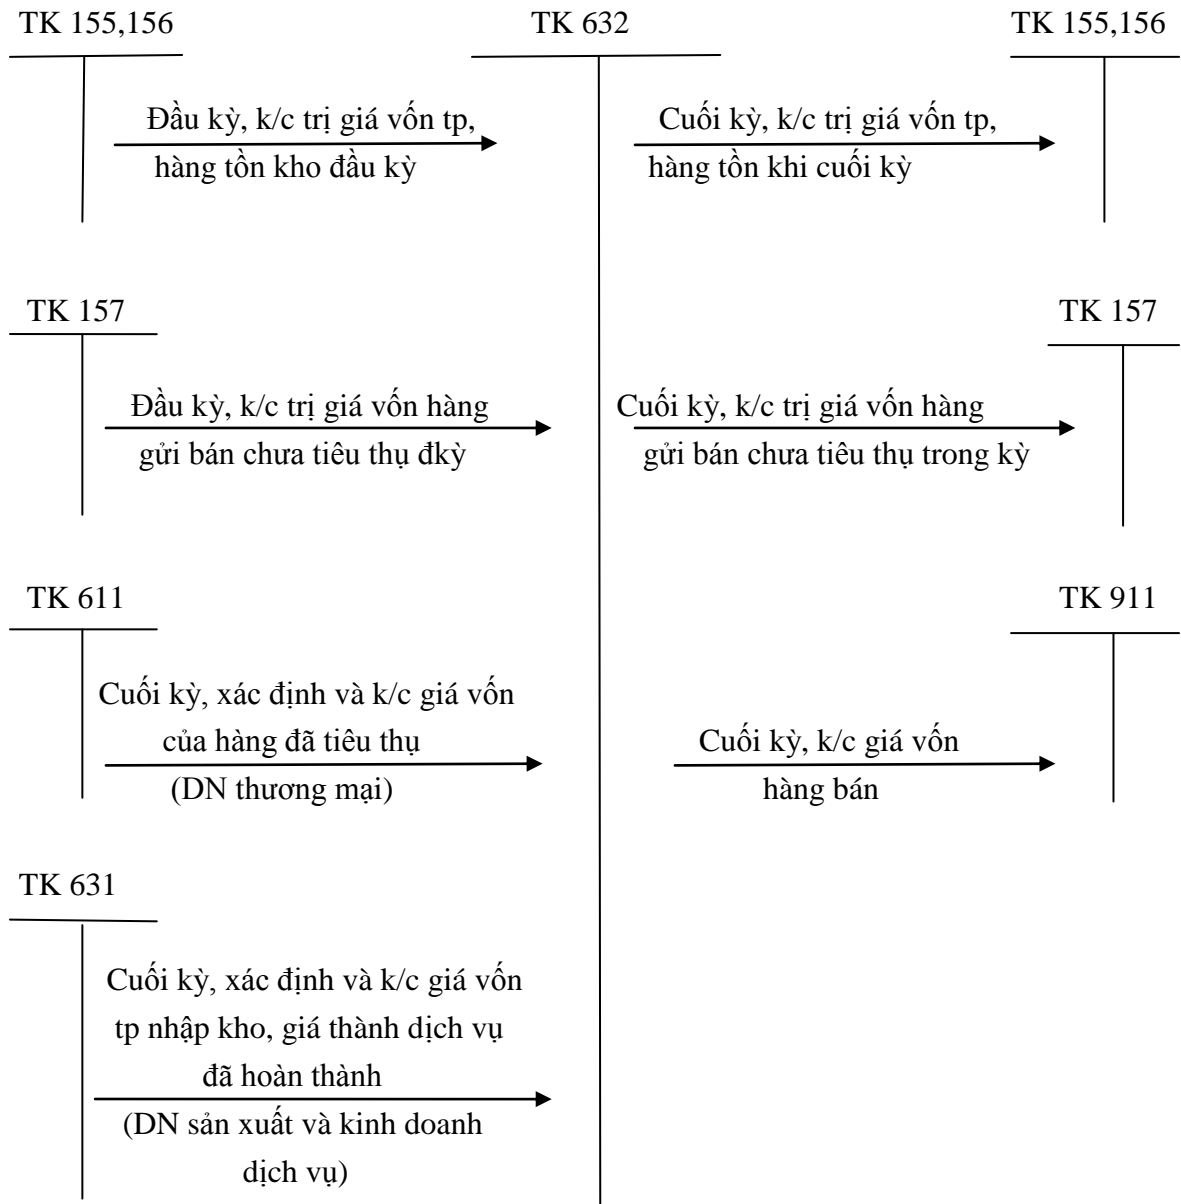 TK 155,156
TK 632
TK 155,156
Đầu kỳ, k/c trị giá vốn tp,
hàng tồn kho đầu kỳ
Cuối kỳ, k/c trị giá vốn tp,
hàng tồn khi cuối kỳ
TK 157
TK 157
Đầu kỳ, k/c trị giá vốn hàng
gửi bán chưa tiêu thụ đkỳ
Cuối kỳ, k/c trị giá vốn hàng
gửi bán chưa tiêu thụ trong kỳ
TK 611
TK 911
Cuối kỳ, xác định và k/c giá vốn
của hàng đã tiêu thụ
(DN thương mại)
Cuối kỳ, k/c giá vốn
hàng bán
TK 631
Cuối kỳ, xác định và k/c giá vốn
tp nhập kho, giá thành dịch vụ
đã hoàn thành
(DN sản xuất và kinh doanh
dịch vụ)